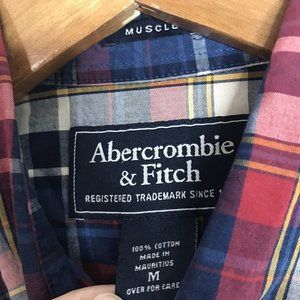 MUSCLE
Abercrombie
& Fitch
REGISTERED TRADEMARK SINCE
100% COTTON
MADE IN
MAURITIUS
M
OVER FOR CARE